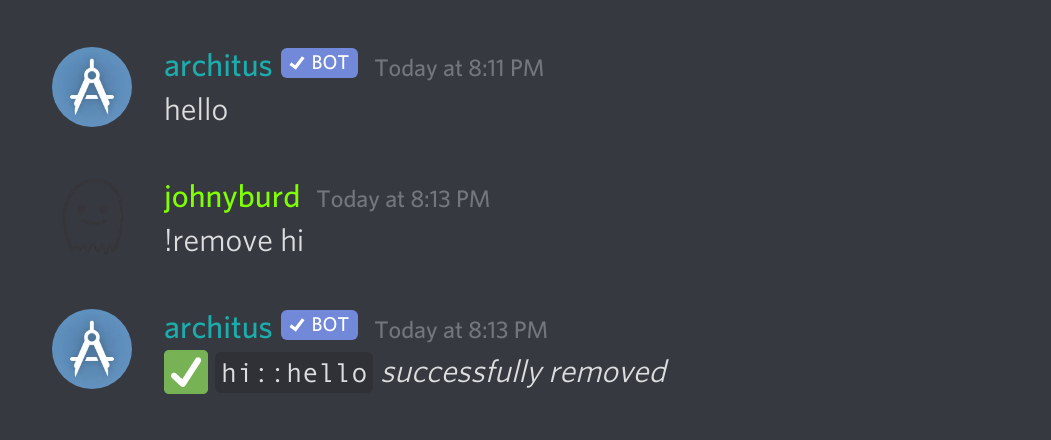 architus ✓ BOT Today at 8:11 PM
hello
johnyburd Today at 8:13 PM
!remove hi
architus ✓ BOT Today at 8:13 PM
✅ hi::hello successfully removed